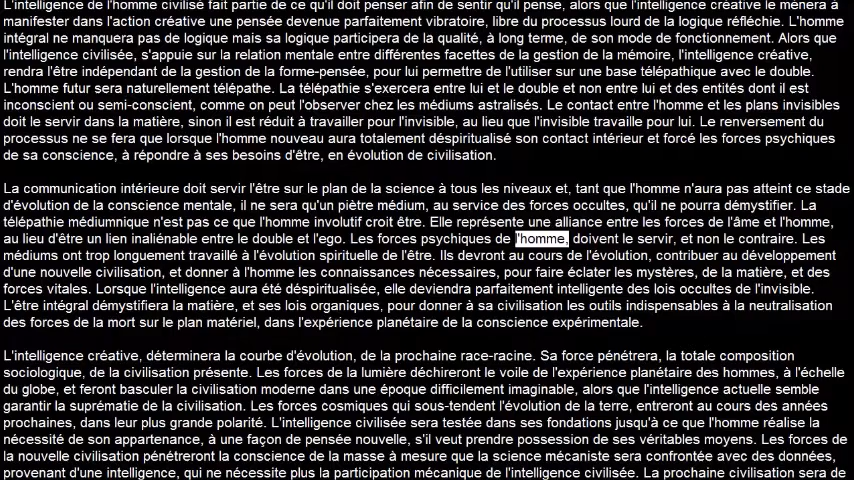 L'intelligence de l'homme civilisé fait partie de ce qu'il doit penser afin de sentir qu'il pense, alors que l'intelligence créative le mènera à
manifester dans l'action créative une pensée devenue parfaitement vibratoire, libre du processus lourd de la logique réfléchie. L'homme
intégral ne manquera pas de logique mais sa logique participera de la qualité, à long terme, de son mode de fonctionnement. Alors que
l'intelligence civilisée, s'appuie sur la relation mentale entre différentes facettes de la gestion de la mémoire, l'intelligence créative,
rendra l'être indépendant de la gestion de la forme-pensée, pour lui permettre de l'utiliser sur une base télépathique avec le double.
L'homme futur sera naturellement télépathe. La télépathie s'exercera entre lui et le double et non entre lui et des entités dont il est
inconscient ou semi-conscient, comme on peut l'observer chez les médiums astralisés. Le contact entre l'homme et les plans invisibles
doit le servir dans la matière, sinon il est réduit à travailler pour l'invisible, au lieu que l'invisible travaille pour lui. Le renversement du
processus ne se fera que lorsque l'homme nouveau aura totalement déspiritualisé son contact intérieur et forcé les forces psychiques
de sa conscience, à répondre à ses besoins d'être, en évolution de civilisation.
La communication intérieure doit servir l'être sur le plan de la science à tous les niveaux et, tant que l'homme n'aura pas atteint ce stade
d'évolution de la conscience mentale, il ne sera qu'un piètre médium, au service des forces occultes, qu'il ne pourra démystifier. La
télépathie médiumnique n'est pas ce que l'homme involutif croit être. Elle représente une alliance entre les forces de l'âme et l'homme,
au lieu d'être un lien inaliénable entre le double et l'ego. Les forces psychiques de l'homme, doivent le servir, et non le contraire. Les
médiums ont trop longuement travaillé à l'évolution spirituelle de l'être. Ils devront au cours de l'évolution, contribuer au développement
d'une nouvelle civilisation, et donner à l'homme les connaissances nécessaires, pour faire éclater les mystères, de la matière, et des
forces vitales. Lorsque l'intelligence aura été déspiritualisée, elle deviendra parfaitement intelligente des lois occultes de l'invisible.
L'être intégral démystifiera la matière, et ses lois organiques, pour donner à sa civilisation les outils indispensables à la neutralisation
des forces de la mort sur le plan matériel, dans l'expérience planétaire de la conscience expérimentale.
L'intelligence créative, déterminera la courbe d'évolution, de la prochaine race-racine. Sa force pénétrera, la totale composition
sociologique, de la civilisation présente. Les forces de la lumière déchireront le voile de l'expérience planétaire des hommes, à l'échelle
du globe, et feront basculer la civilisation moderne dans une époque difficilement imaginable, alors que l'intelligence actuelle semble
garantir la suprématie de la civilisation. Les forces cosmiques qui sous-tendent l'évolution de la terre, entreront au cours des années
prochaines, dans leur plus grande polarité. L'intelligence civilisée sera testée dans ses fondations jusqu'à ce que l'homme réalise la
nécessité de son appartenance, à une façon de pensée nouvelle, s'il veut prendre possession de ses véritables moyens. Les forces de
la nouvelle civilisation pénétreront la conscience de la masse à mesure que la science mécaniste sera confrontée avec des données,
provenant d'une intelligence, qui ne nécessite plus la participation mécanique de l'intelligence civilisée. La prochaine civilisation sera de